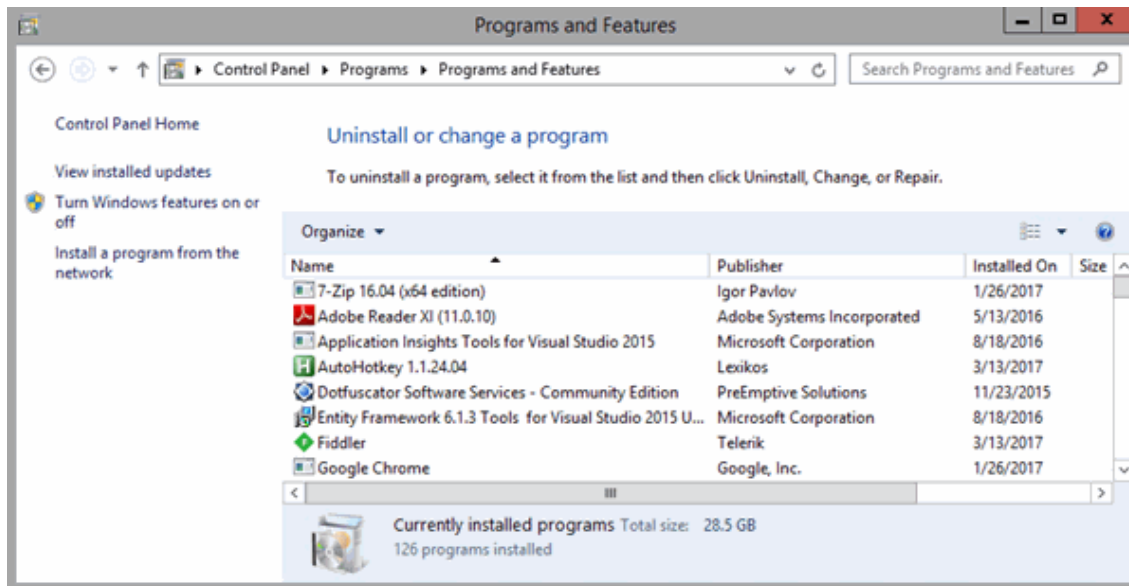 Programs and Features
Control Panel Programs Programs and Features Search Programs and Features
Control Panel Home
View installed updates
Turn Windows features on or
off
Install a program from the
network
Uninstall or change a program
To uninstall a program, select it from the list and then click Uninstall, Change, or Repair.
Organize
Name Publisher Installed On Size
7-Zip 16.04 (x64 edition) Igor Pavlov 1/26/2017
Adobe Reader XI (11.0.10) Adobe Systems Incorporated 5/13/2016
Application Insights Tools for Visual Studio 2015 Microsoft Corporation 8/18/2016
AutoHotkey 1.1.24.04 Lexikos 3/13/2017
Dotfuscator Software Services - Community Edition PreEmptive Solutions 11/23/2015
Entity Framework 6.1.3 Tools for Visual Studio 2015 U... Microsoft Corporation 8/18/2016
Fiddler Telerik 3/13/2017
Google Chrome Google, Inc. 1/26/2017
Currently installed programs Total size: 28.5 GB
126 programs installed